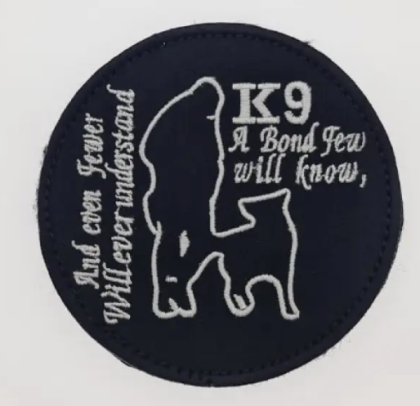 K9
A Bond Few
will know,
And even Fewer
Will ever understand